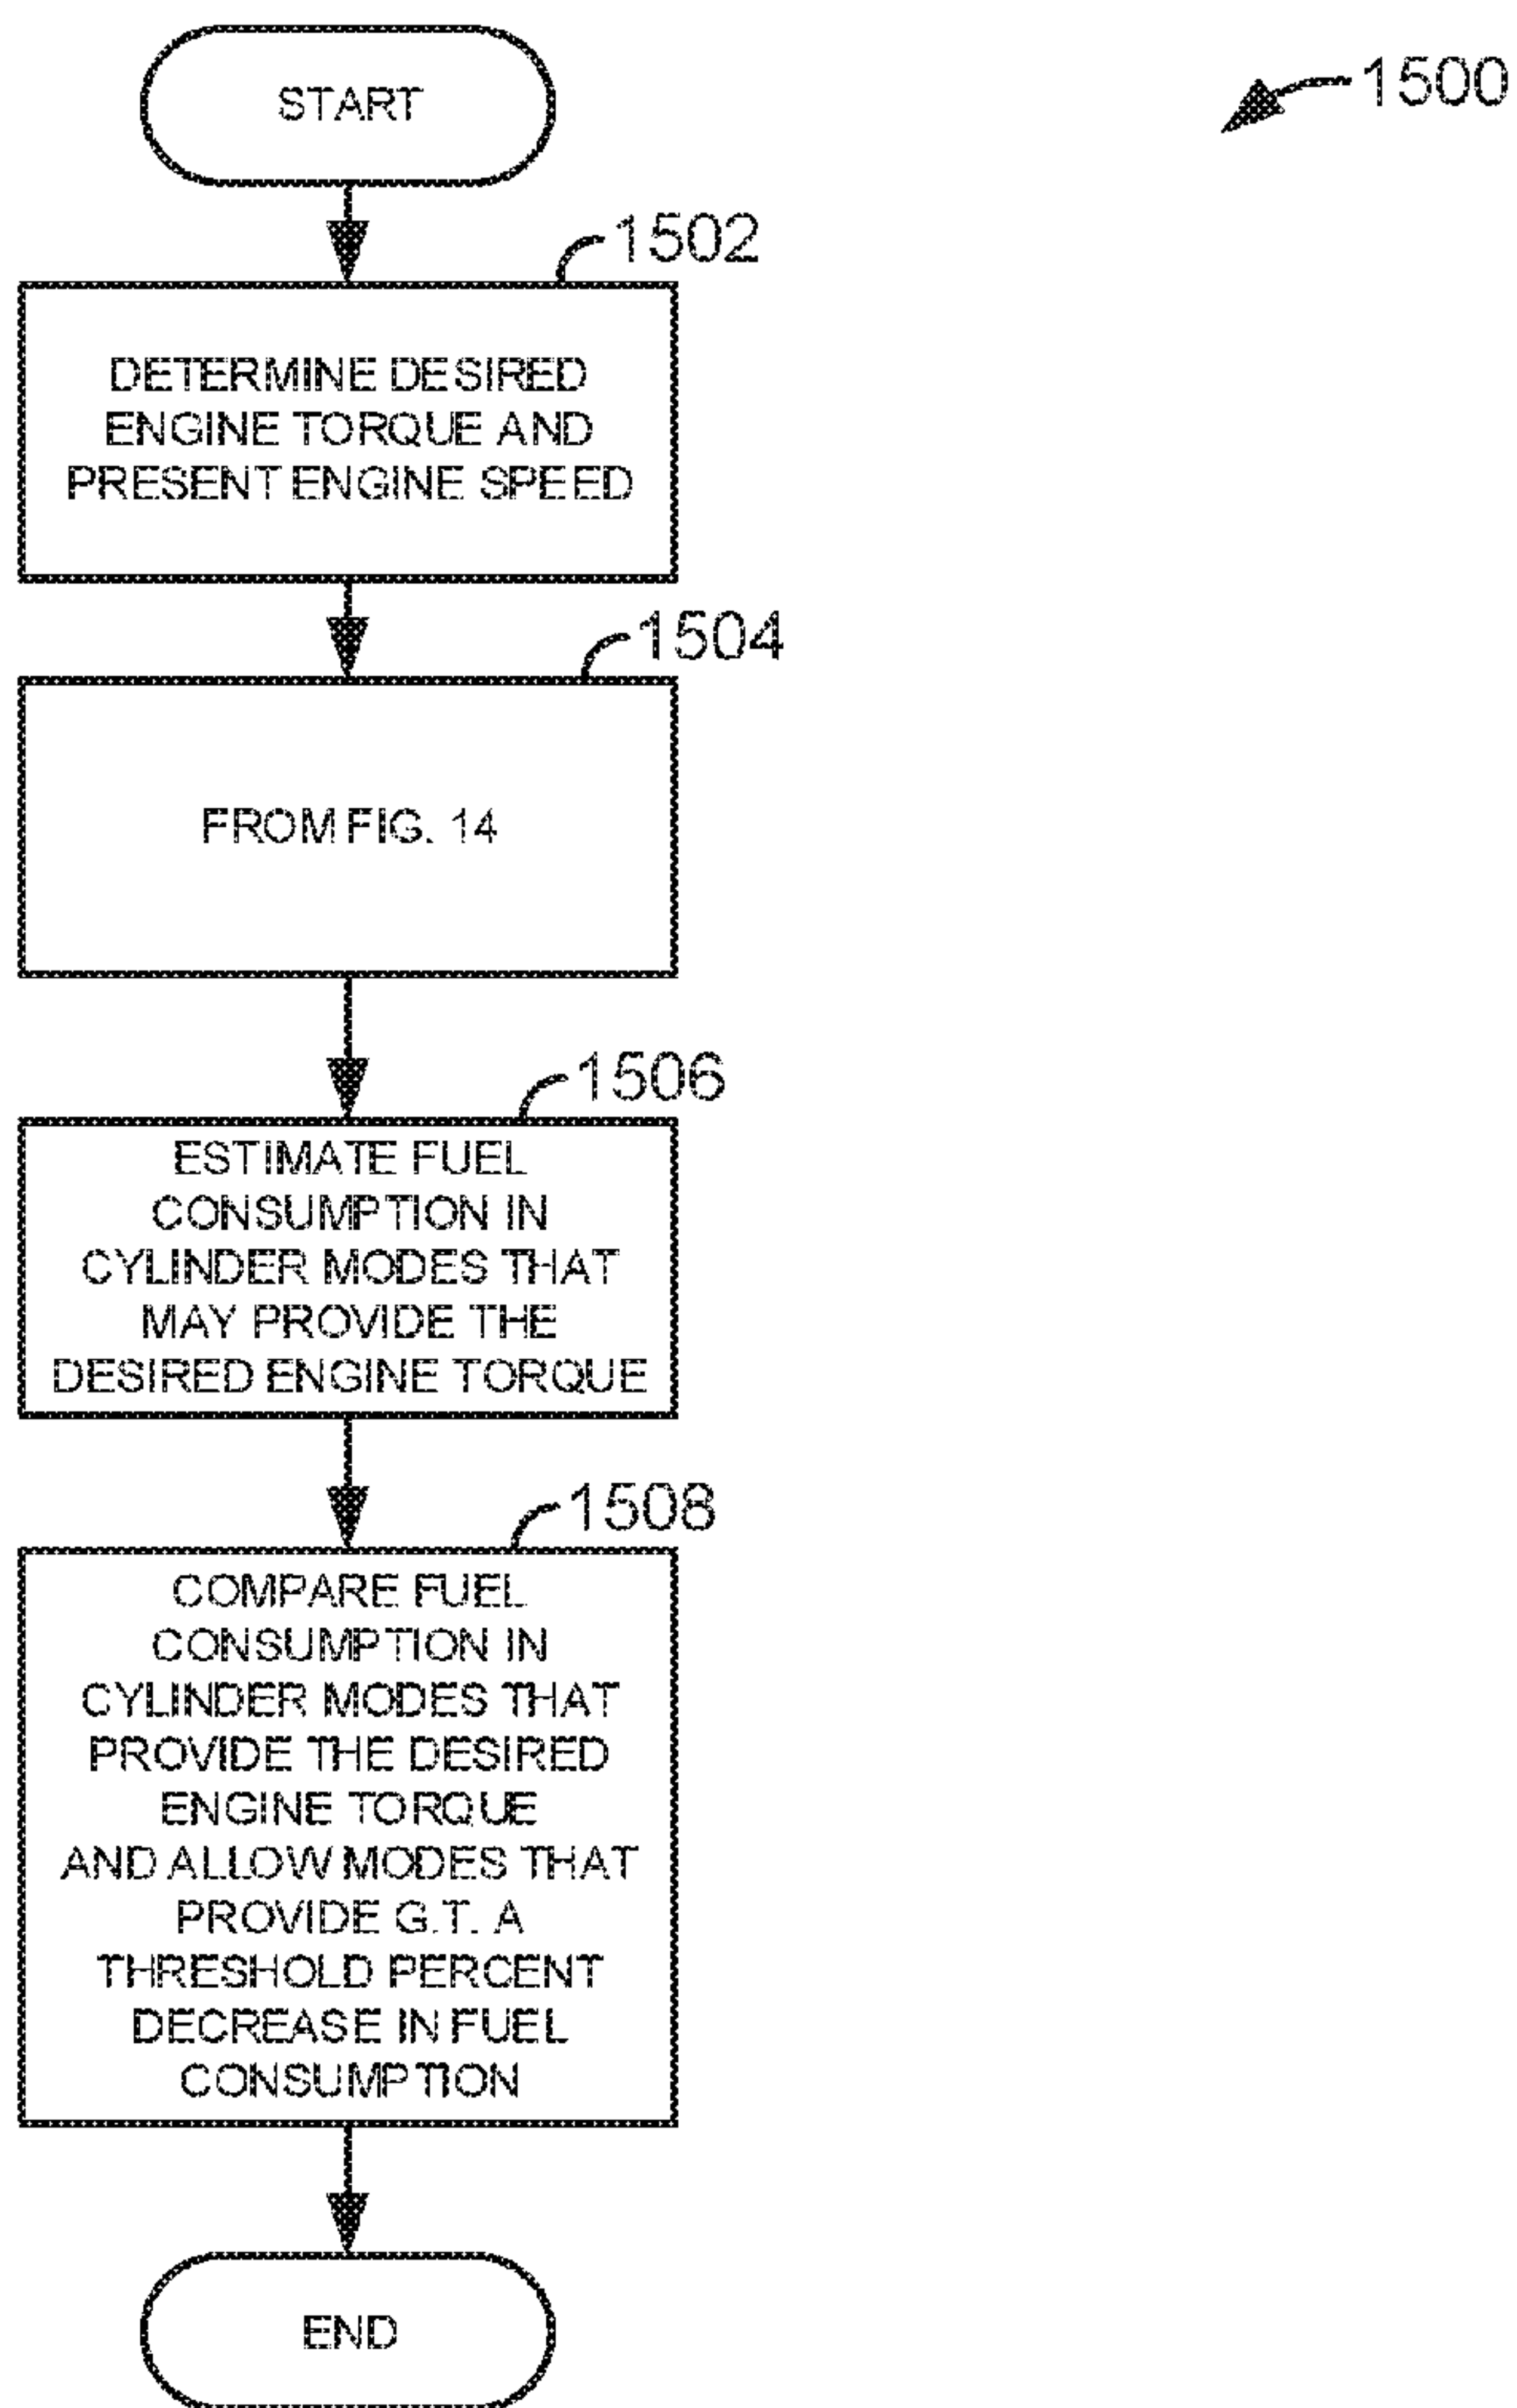 START
1500
1502
DETERMINE DESIRED
ENGINE TORQUE AND
PRESENT ENGINE SPEED
1504
FROM FIG. 14
1506
ESTIMATE FUEL
CONSUMPTION IN
CYLINDER MODES THAT
MAY PROVIDE THE
DESIRED ENGINE TORQUE
1508
COMPARE FUEL
CONSUMPTION IN
CYLINDER MODES THAT
PROVIDE THE DESIRED
ENGINE TORQUE
AND ALLOW MODES THAT
PROVIDE G.T. A
THRESHOLD PERCENT
DECREASE IN FUEL
CONSUMPTION
END